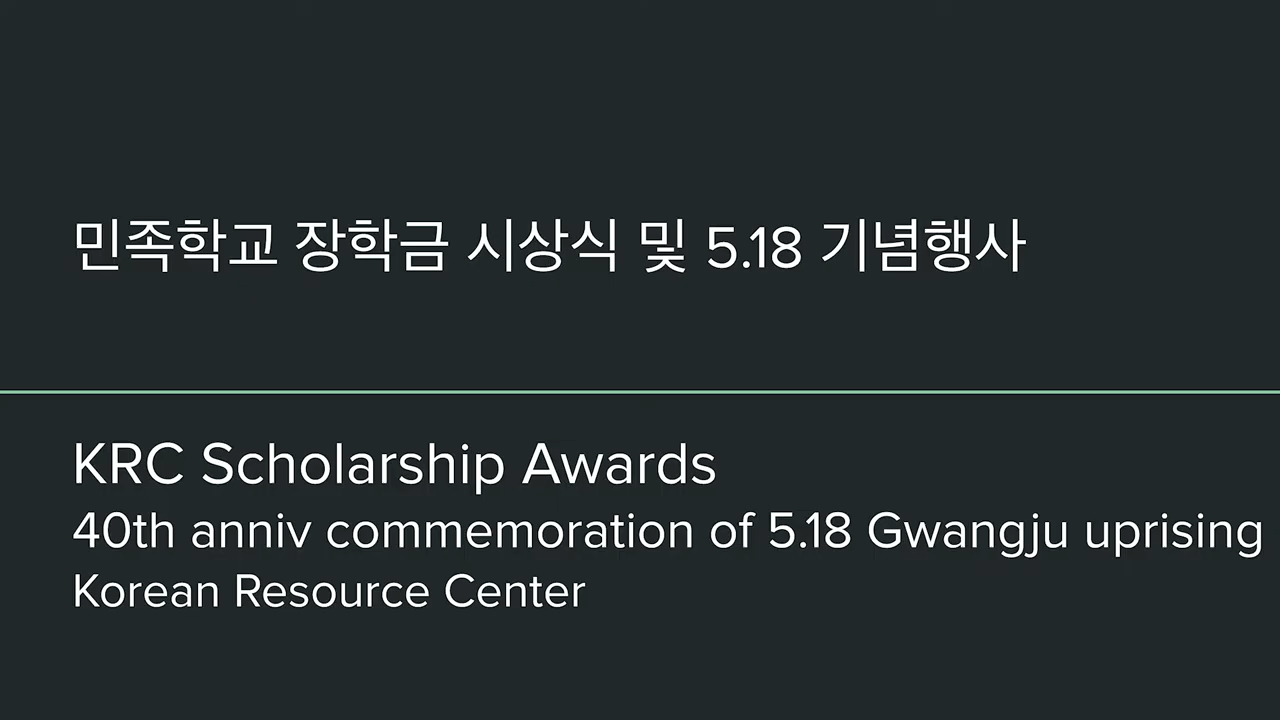 민족학교 장학금 시상식 및 5.18 기념행사
KRC Scholarship Awards
40th anniv commemoration of 5.18 Gwangju uprising
Korean Resource Center